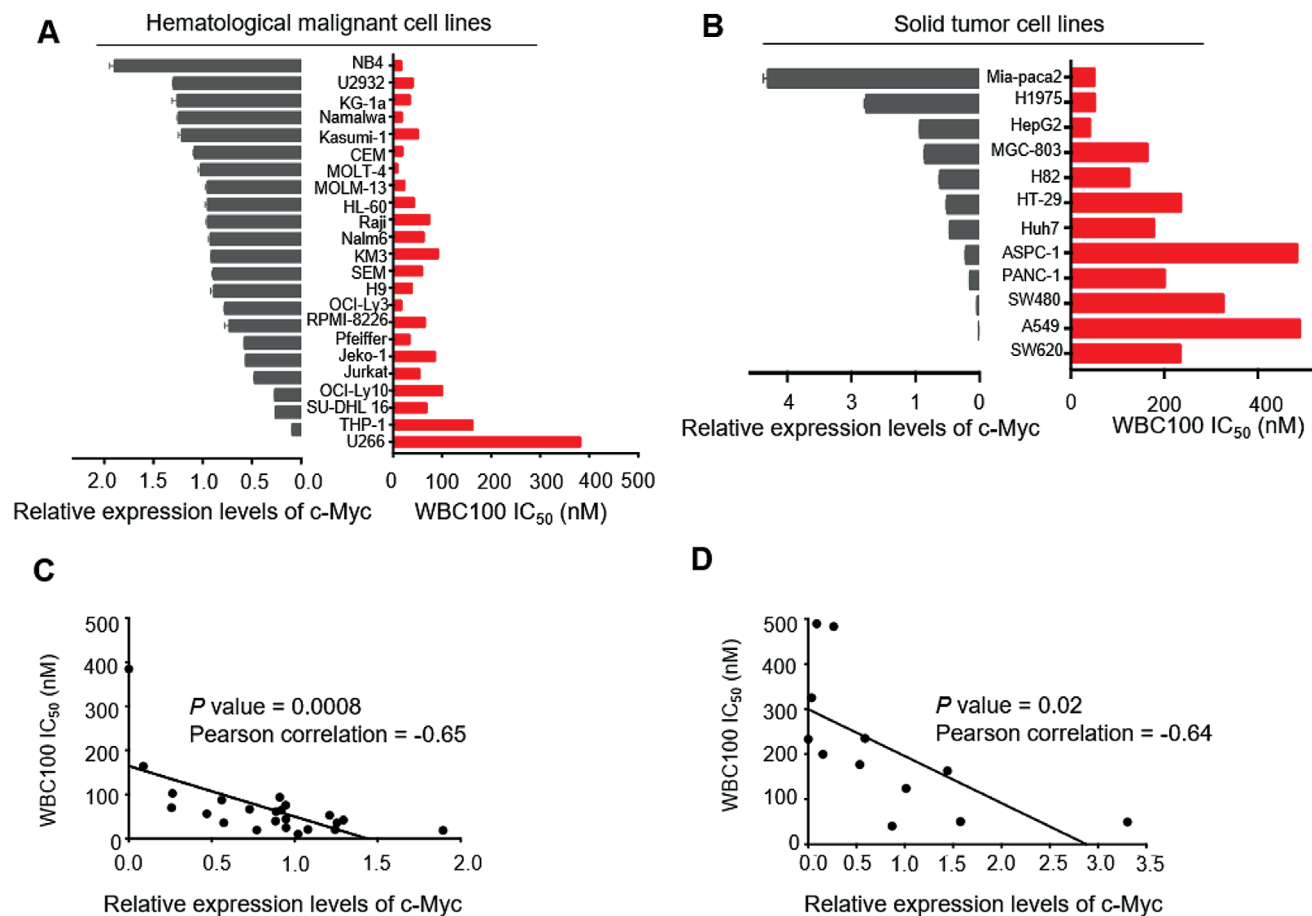 A
Hematological malignant cell lines
NB4
U2932
KG-1a
Namalwa
Kasumi-1
CEM
MOLT-4
MOLM-13
HL-60
Raji
Nalm6
KM3
SEM
H9
OCI-Ly3
RPMI-8226
Pfeiffer
Jeko-1
Jurkat
OCI-Ly10
SU-DHL 16
THP-1
U266
2.0 1.5 1.0 0.5 0.0
0 100 200 300 400 500
Relative expression levels of c-Myc
WBC100 IC50 (nM)
B
Solid tumor cell lines
Mia-paca2
H1975
HepG2
MGC-803
H82
HT-29
Huh7
ASPC-1
PANC-1
SW480
A549
SW620
4 3 2 1 0
0 200 400
Relative expression levels of c-Myc
WBC100 IC50 (nM)
C
WBC100 IC50 (nM)
500
400
300
200
100
0
P value = 0.0008
Pearson correlation = -0.65
0.0 0.5 1.0 1.5 2.0
Relative expression levels of c-Myc
D
WBC100 IC50 (nM)
500
400
300
200
100
0
P value = 0.02
Pearson correlation = -0.64
0.0 0.5 1.0 1.5 2.0 2.5 3.0 3.5
Relative expression levels of c-Myc